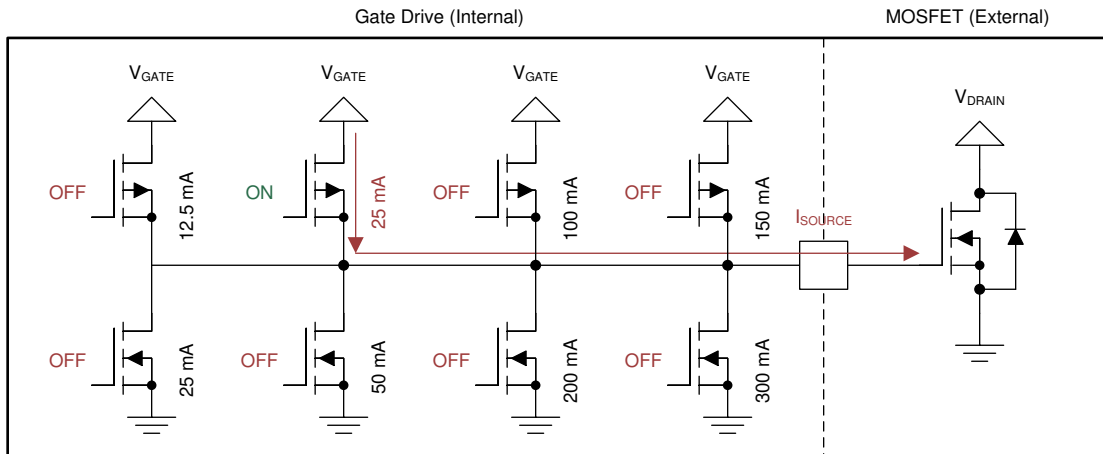 Gate Drive (Internal)
MOSFET (External)
VGATE
VGATE
VGATE
VGATE
VDRAIN
OFF
12.5 mA
ON
25 mA
OFF
100 mA
OFF
150 mA
ISOURCE
OFF
25 mA
OFF
50 mA
OFF
200 mA
OFF
300 mA